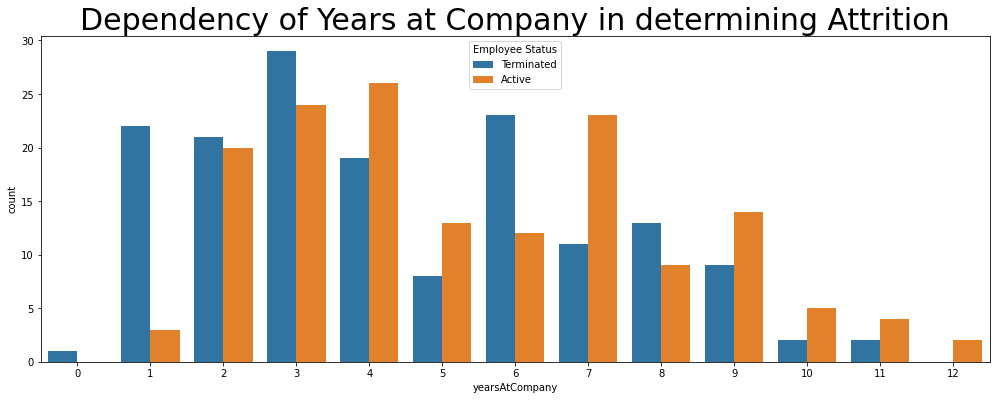 Dependency of Years at Company in determining Attrition
Employee Status
Terminated
Active
30
25
20
15
10
5
0
count
0 1 2 3 4 5 6 7 8 9 10 11 12
yearsAtCompany